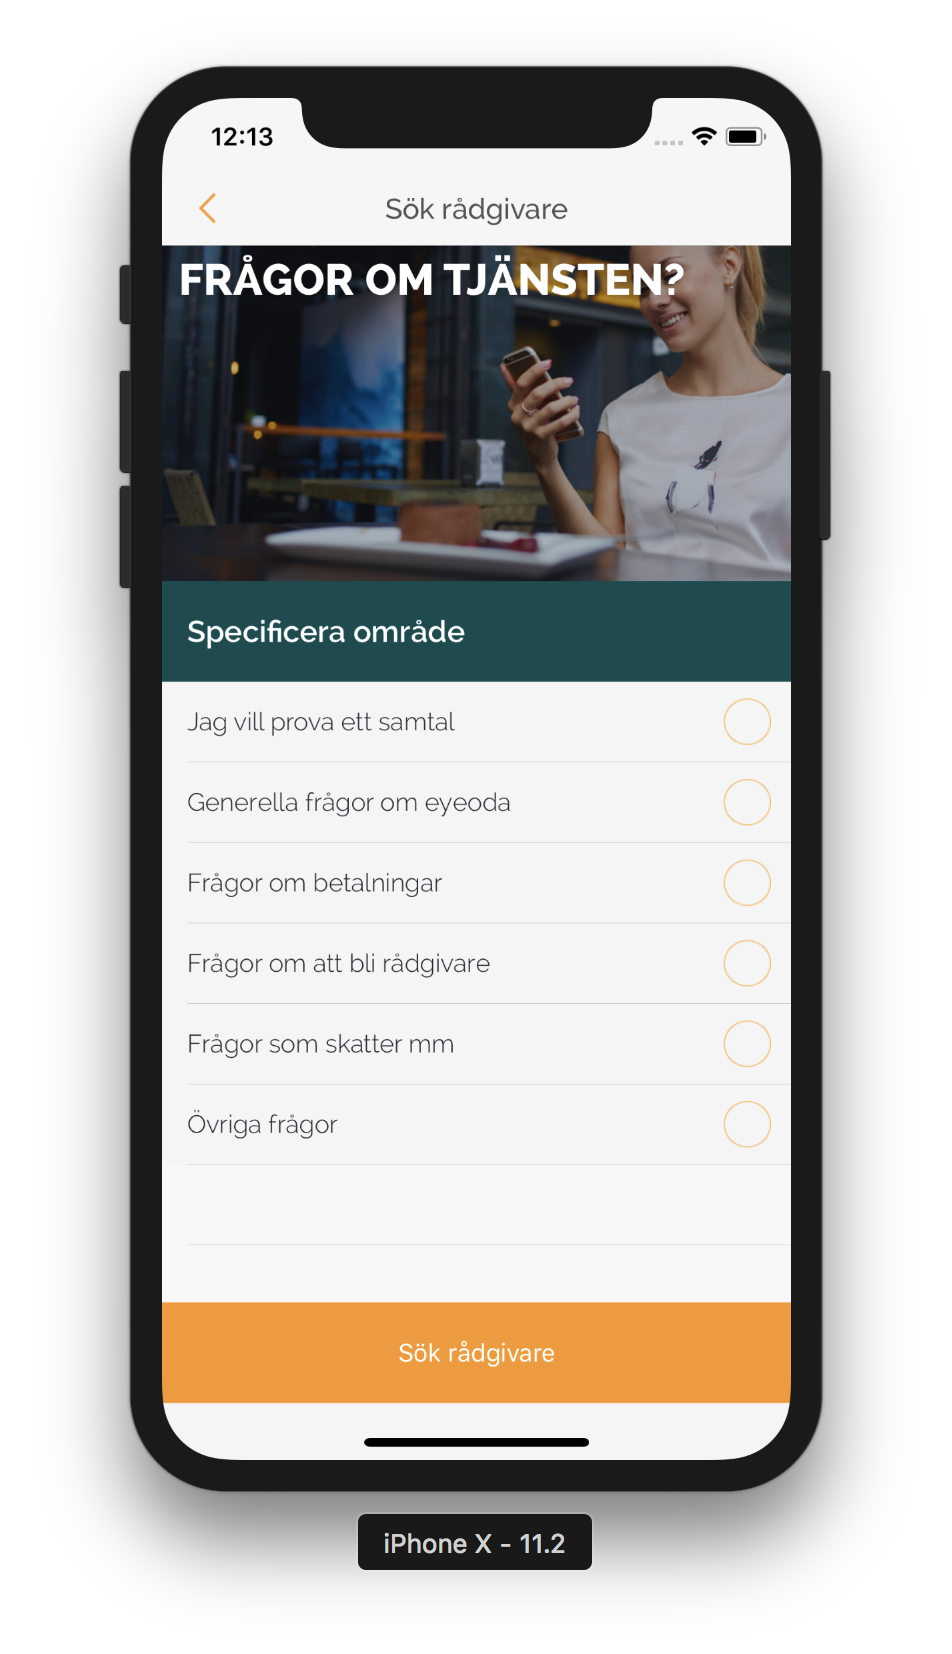 12:13
Sök rådgivare
FRÅGOR OM TJÄNSTEN?
Specificera område
Jag vill prova ett samtal
Generella frågor om eyeoda
Frågor om betalningar
Frågor om att bli rådgivare
Frågor som skatter mm
Övriga frågor
Sök rådgivare
iPhone X - 11.2